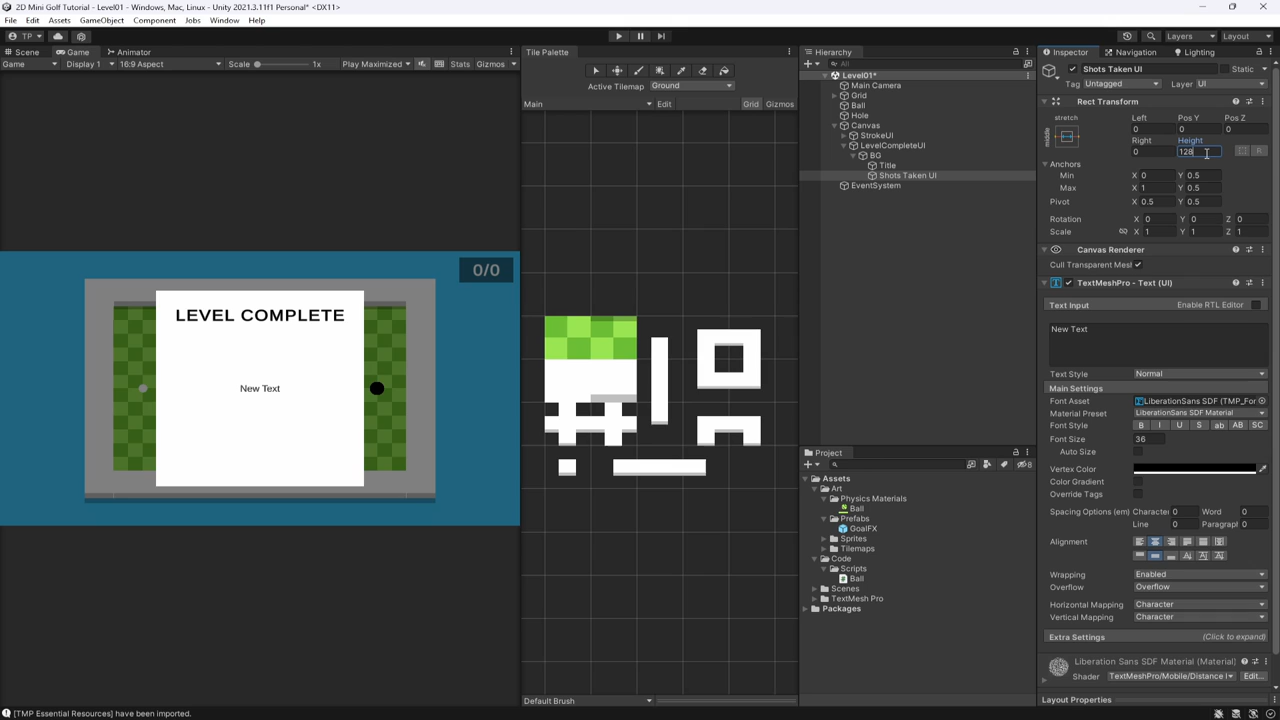 2D Mini Golf Tutorial - Level01 - Windows, Mac, Linux - Unity 2021.3.11f1 Personal* <DX11>
File Edit Assets GameObject Component Jobs Window Help
TP
Layers Layout
Scene Game Animator
Game Display 1 16:9 Aspect Scale 1x Play Maximized Stats Gizmos
0/0
LEVEL COMPLETE
New Text
Tile Palette
Active Tilemap Ground
Main Edit Grid Gizmos
Default Brush
Hierarchy
All
Level01*
Main Camera
Grid
Ball
Hole
Canvas
StrokeUI
LevelCompleteUI
BG
Title
Shots Taken UI
EventSystem
Project
8
Assets
Art
Physics Materials
Ball
Prefabs
GoalFX
Sprites
Tilemaps
Code
Scripts
Ball
Scenes
TextMesh Pro
Packages
Inspector Navigation Lighting
Shots Taken UI Static
Tag Untagged Layer UI
Rect Transform
stretch Left Pos Y Pos Z
middle 0 0 0
Right Height
0 128 R
Anchors
Min X 0 Y 0.5
Max X 1 Y 0.5
Pivot X 0.5 Y 0.5
Rotation X 0 Y 0 Z 0
Scale X 1 Y 1 Z 1
Canvas Renderer
Cull Transparent Mesl
TextMeshPro - Text (UI)
Text Input Enable RTL Editor
New Text
Text Style Normal
Main Settings
Font Asset LiberationSans SDF (TMP_For
Material Preset LiberationSans SDF Material
Font Style B I U S ab AB SC
Font Size 36
Auto Size
Vertex Color
Color Gradient
Override Tags
Spacing Options (em) Character 0 Word 0
Line 0 Paragraph 0
Alignment
Wrapping Enabled
Overflow Overflow
Horizontal Mapping Character
Vertical Mapping Character
Extra Settings (Click to expand)
Liberation Sans SDF Material (Material)
Shader TextMeshPro/Mobile/Distance Edit...
Layout Properties
[TMP Essential Resources] have been imported.